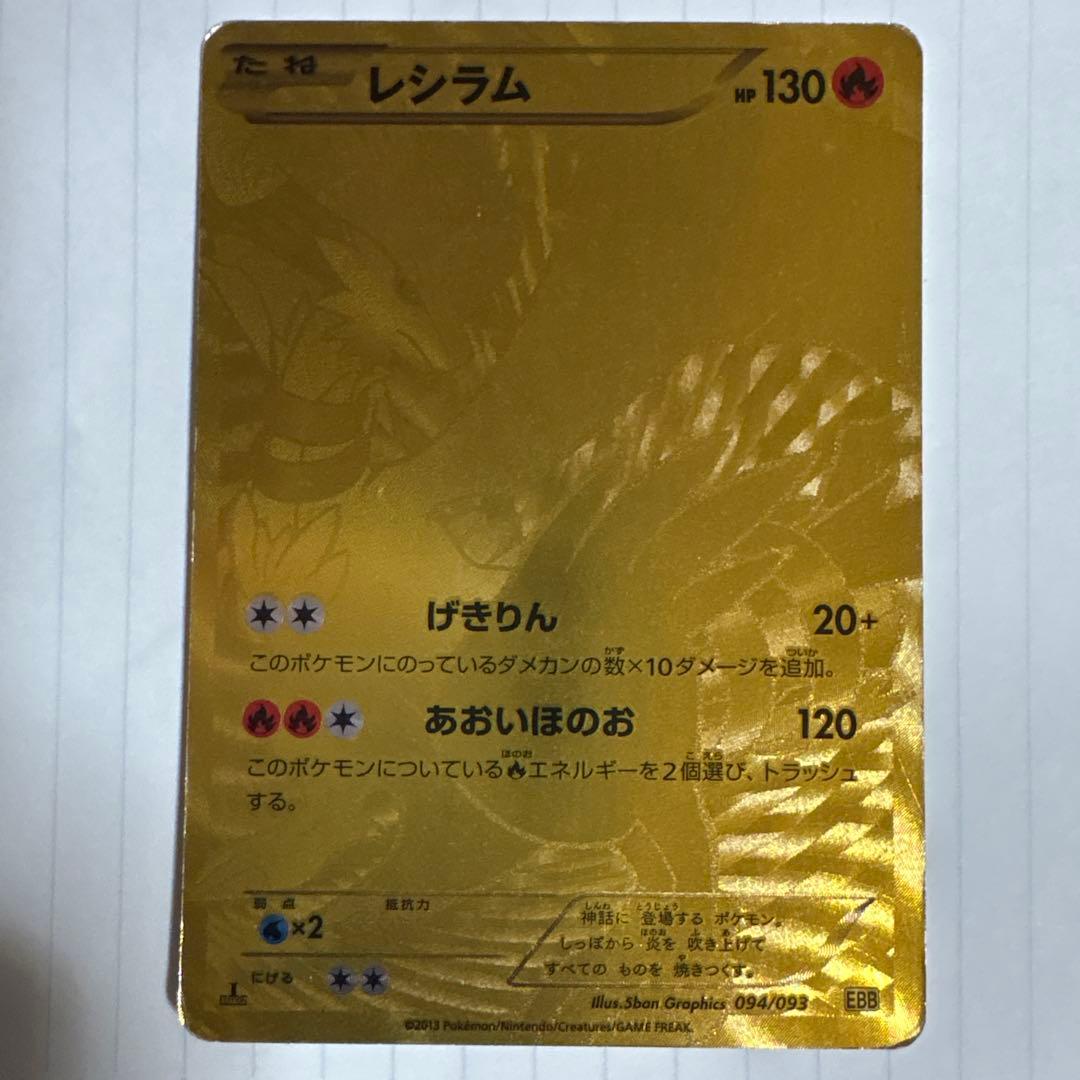 たね レシラム HP 130
げきりん 20+
このポケモンにのっているダメカンの数×10ダメージを追加。
あおいほのお 120
このポケモンについているエネルギーを2個選び、トラッシュ
する。
弱点 抵抗力
×2
にげる
神話に 登場する ポケモン。
しっぽから 炎を 吹き上げて
すべての ものを 焼きつくす。
Illus.5ban Graphics 094/093 EBB
©2013 Pokémon/Nintendo/Creatures/GAME FREAK.